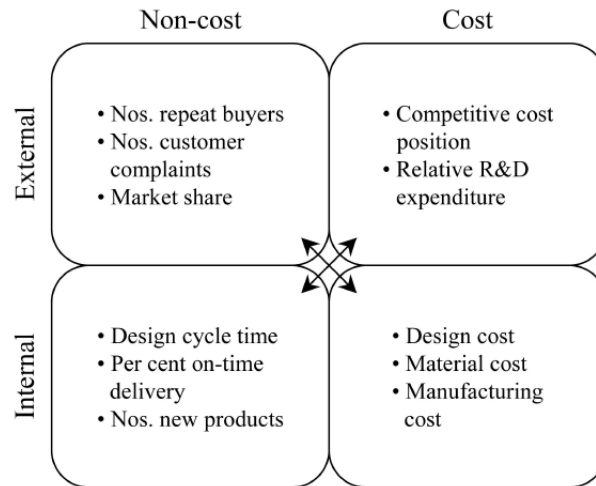 Non-cost
Cost
External
• Nos. repeat buyers
• Nos. customer
complaints
• Market share
• Competitive cost
position
• Relative R&D
expenditure
Internal
• Design cycle time
• Per cent on-time
delivery
• Nos. new products
• Design cost
• Material cost
• Manufacturing
cost